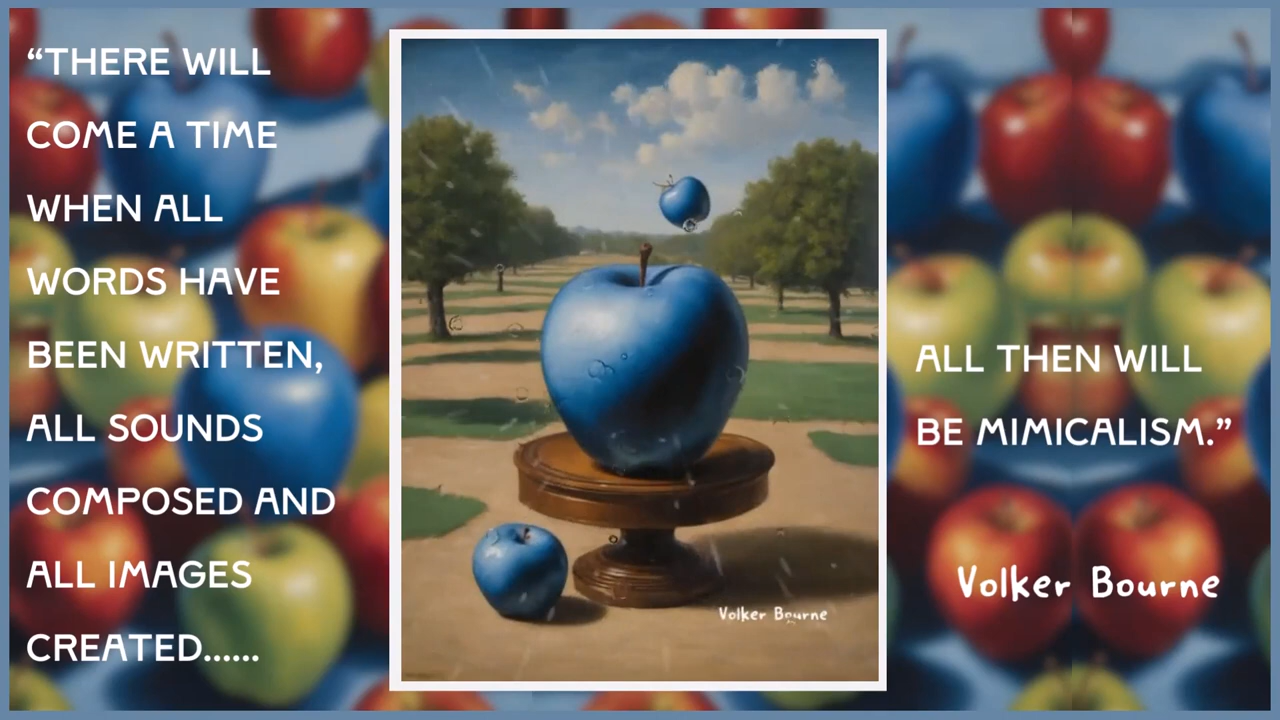 “THERE WILL
COME A TIME
WHEN ALL
WORDS HAVE
BEEN WRITTEN,
ALL SOUNDS
COMPOSED AND
ALL IMAGES
CREATED......
Volker Bourne
ALL THEN WILL
BE MIMICALISM.”
Volker Bourne